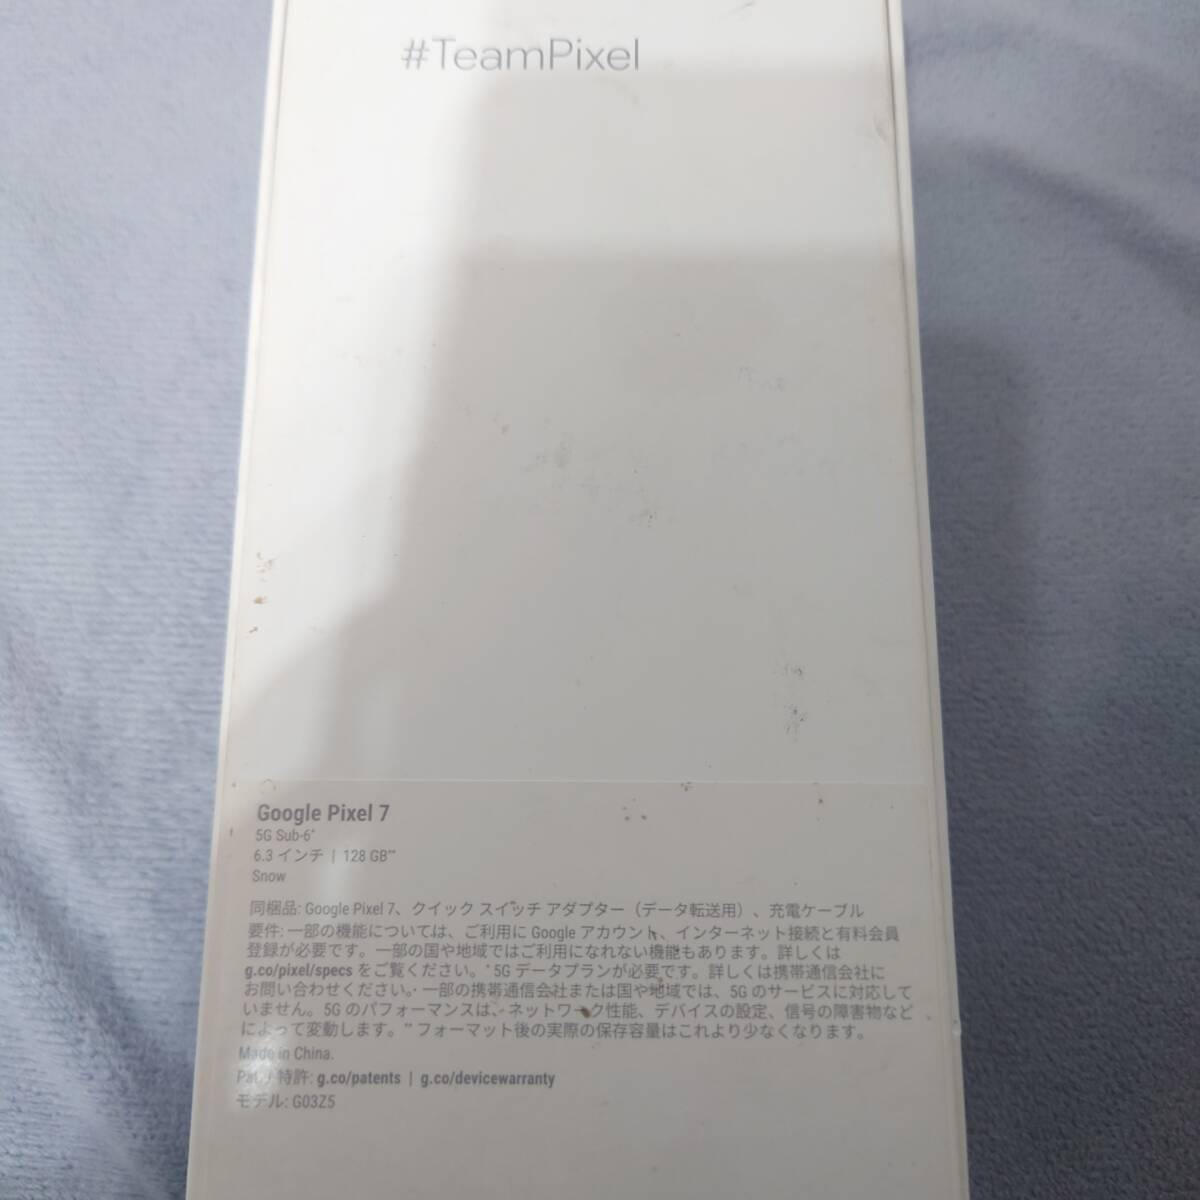 #TeamPixel
Google Pixel 7
5G Sub-6*
6.3 インチ | 128 GB**
Snow
同梱品: Google Pixel 7、クイック スイッチ アダプター（データ転送用）、充電ケーブル
要件: 一部の機能については、ご利用に Google アカウント、インターネット接続と有料会員
登録が必要です。 一部の国や地域ではご利用になれない機能もあります。詳しくは
g.co/pixel/specs をご覧ください。*5G データプランが必要です。詳しくは携帯通信会社に
お問い合わせください。一部の携帯通信会社または国や地域では、5G のサービスに対応して
いません。5G のパフォーマンスは、ネットワーク性能、デバイスの設定、信号の障害物など
によって変動します。**フォーマット後の実際の保存容量はこれより少なくなります。
Made in China.
Pat. / 特許: g.co/patents | g.co/devicewarranty
モデル: G03Z5